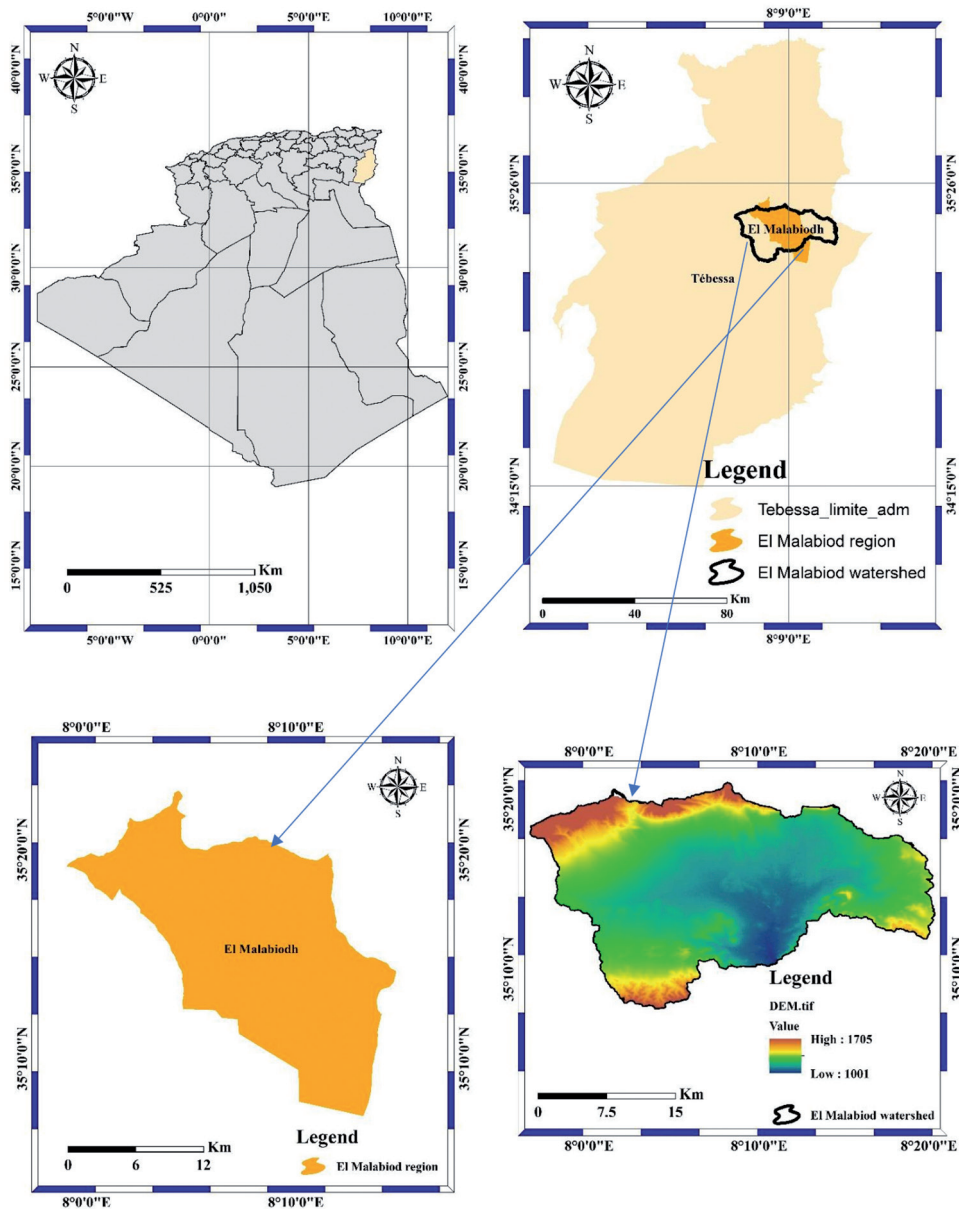 5°0'0"W 0°0'0" 5°0'0"E 10°0'0"E
40°0'0"N
35°0'0"N
30°0'0"N
25°0'0"N
20°0'0"N
15°0'0"N
N
W E
S
40°0'0"N
35°0'0"N
30°0'0"N
25°0'0"N
20°0'0"N
15°0'0"N
Km
0 525 1,050
5°0'0"W 0°0'0" 5°0'0"E 10°0'0"E
8°9'0"E
35°26'0"N
34°15'0"N
N
W E
S
35°26'0"N
34°15'0"N
El Malabiodh
Tébessa
Legend
Tebessa_limite_adm
El Malabiod region
El Malabiod watershed
Km
0 40 80
8°9'0"E
8°0'0"E 8°10'0"E
35°20'0"N
35°10'0"N
N
W E
S
35°20'0"N
35°10'0"N
El Malabiodh
Legend
El Malabiod region
Km
0 6 12
8°0'0"E 8°10'0"E
8°0'0"E 8°10'0"E 8°20'0"E
35°20'0"N
35°10'0"N
N
W E
S
35°20'0"N
35°10'0"N
Legend
DEM.tif
Value
High : 1705
Low : 1001
El Malabiod watershed
Km
0 7.5 15
8°0'0"E 8°10'0"E 8°20'0"E